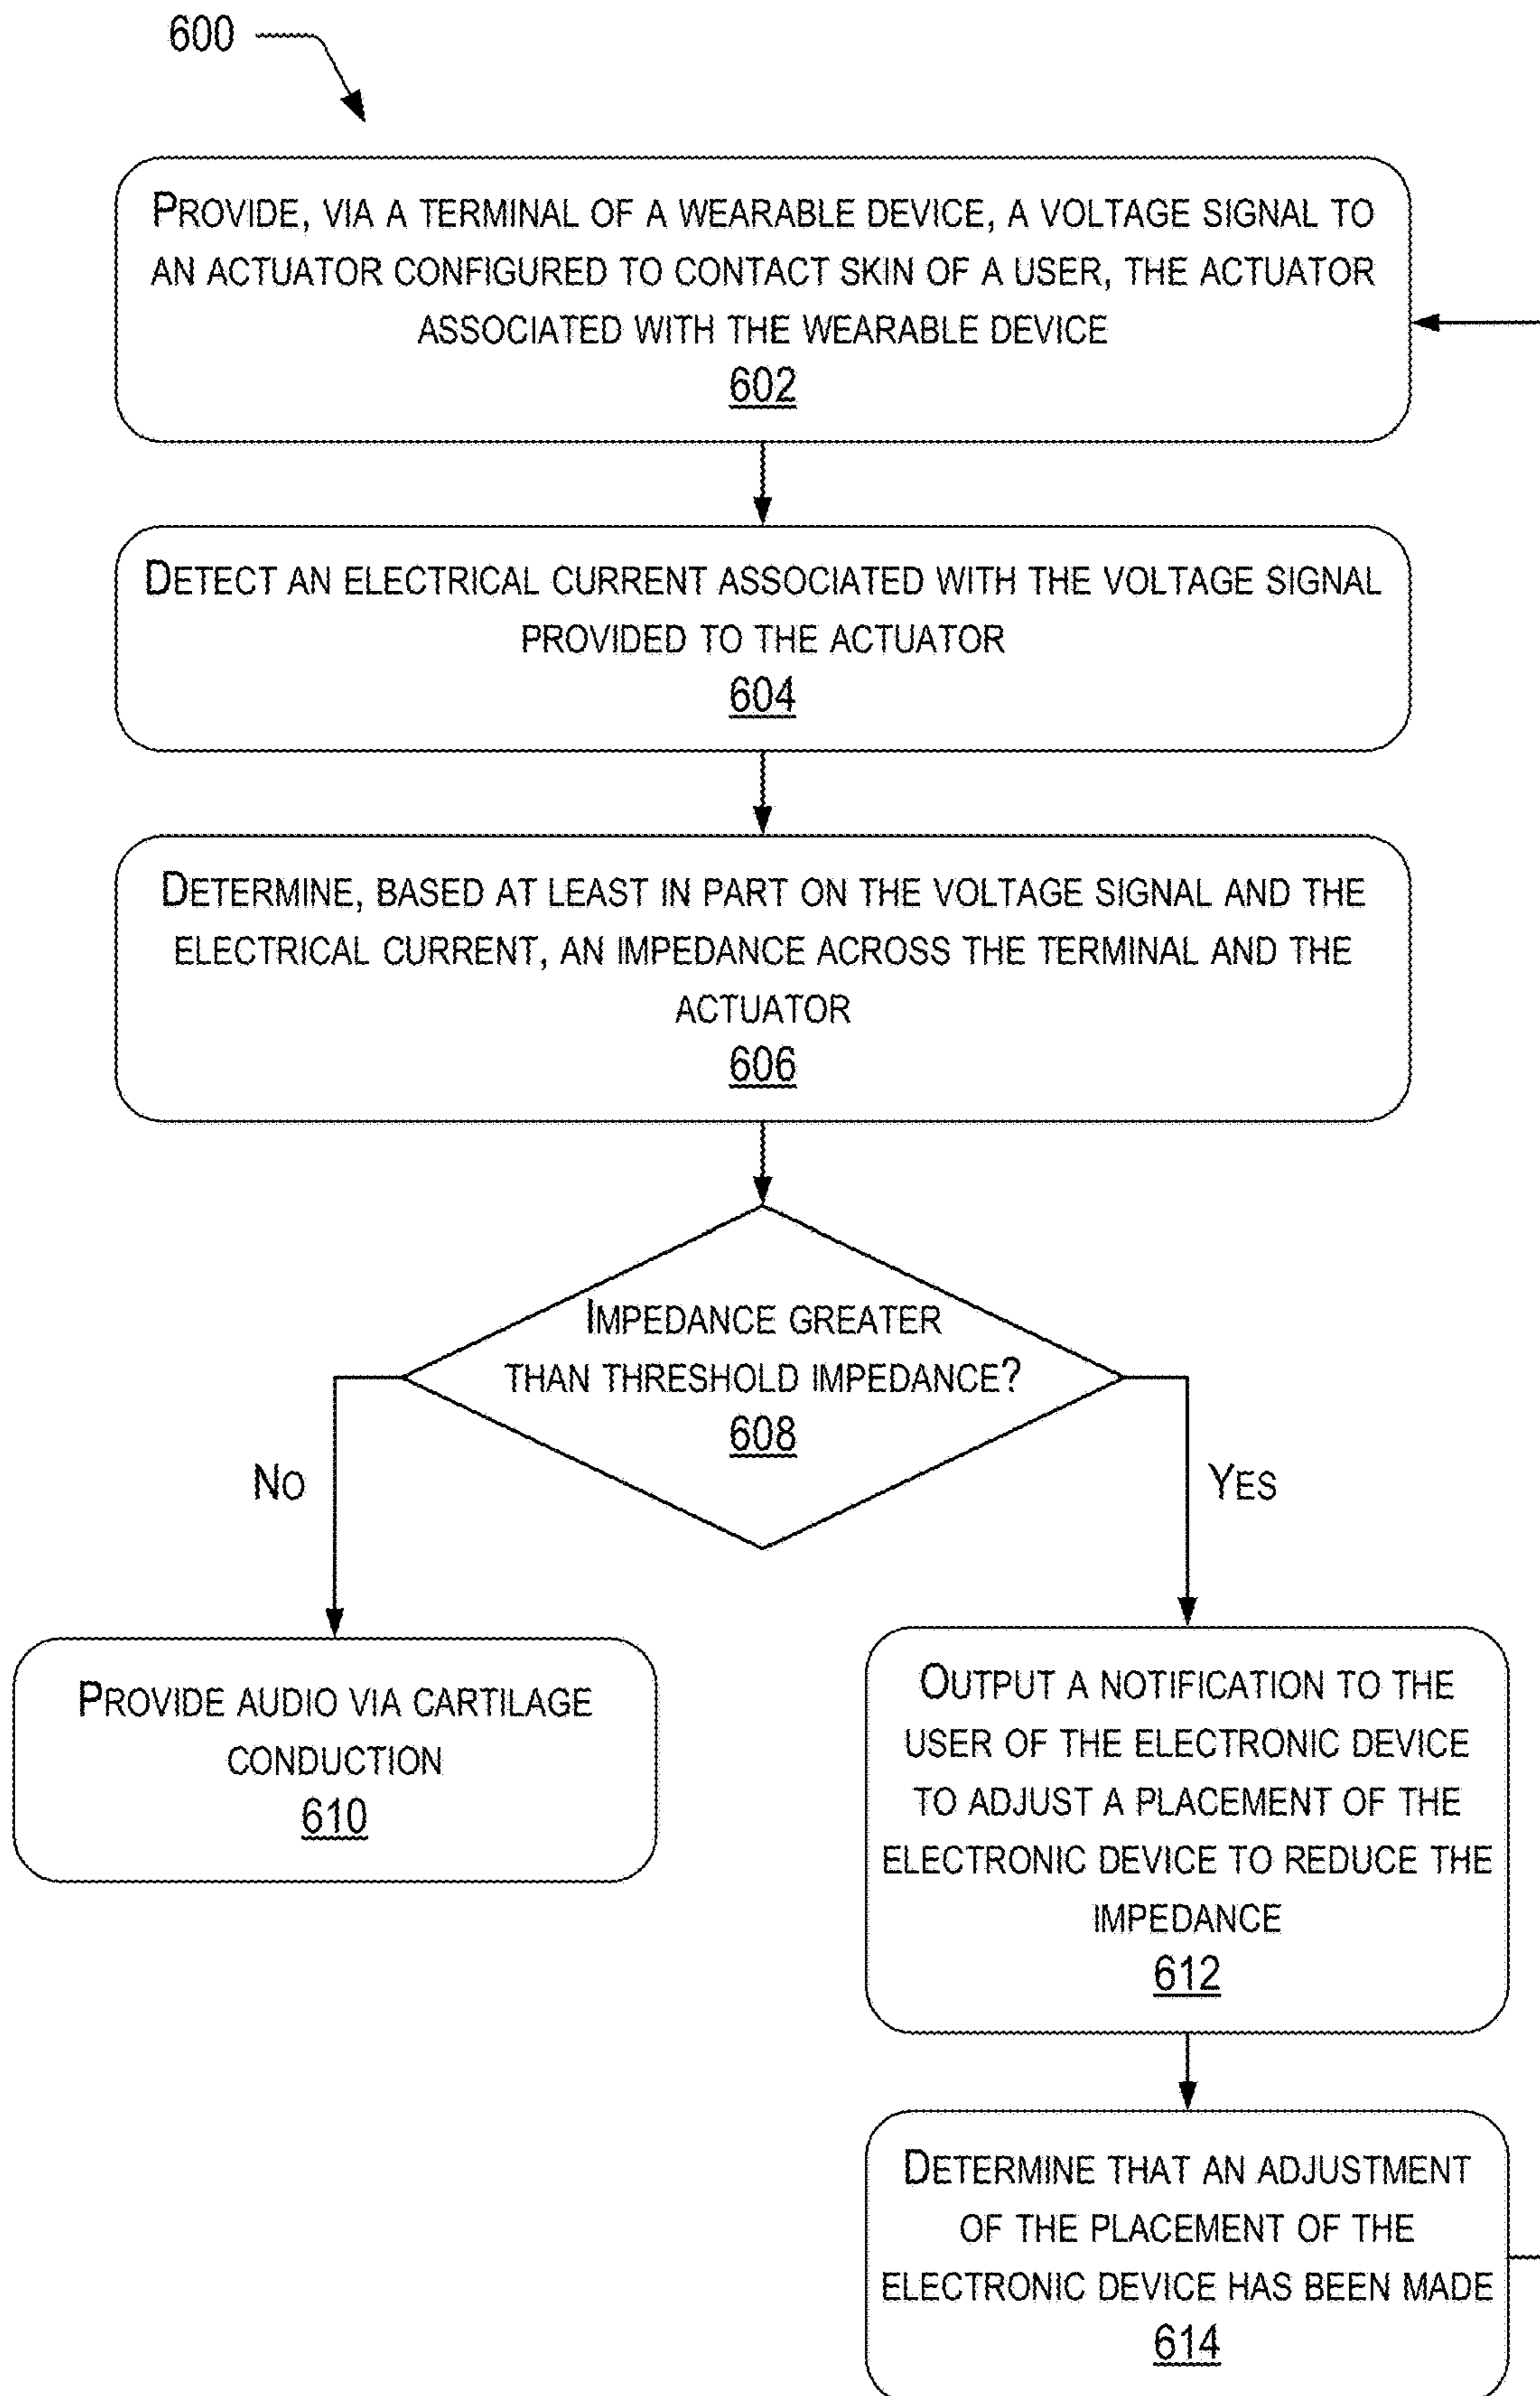 600
PROVIDE, VIA A TERMINAL OF A WEARABLE DEVICE, A VOLTAGE SIGNAL TO
AN ACTUATOR CONFIGURED TO CONTACT SKIN OF A USER, THE ACTUATOR
ASSOCIATED WITH THE WEARABLE DEVICE
602
DETECT AN ELECTRICAL CURRENT ASSOCIATED WITH THE VOLTAGE SIGNAL
PROVIDED TO THE ACTUATOR
604
DETERMINE, BASED AT LEAST IN PART ON THE VOLTAGE SIGNAL AND THE
ELECTRICAL CURRENT, AN IMPEDANCE ACROSS THE TERMINAL AND THE
ACTUATOR
606
IMPEDANCE GREATER
THAN THRESHOLD IMPEDANCE?
608
NO
YES
PROVIDE AUDIO VIA CARTILAGE
CONDUCTION
610
OUTPUT A NOTIFICATION TO THE
USER OF THE ELECTRONIC DEVICE
TO ADJUST A PLACEMENT OF THE
ELECTRONIC DEVICE TO REDUCE THE
IMPEDANCE
612
DETERMINE THAT AN ADJUSTMENT
OF THE PLACEMENT OF THE
ELECTRONIC DEVICE HAS BEEN MADE
614